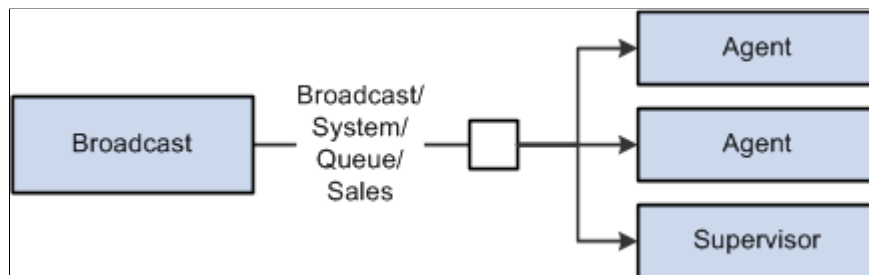 Broadcast
Broadcast/
System/
Queue/
Sales
Agent
Agent
Supervisor